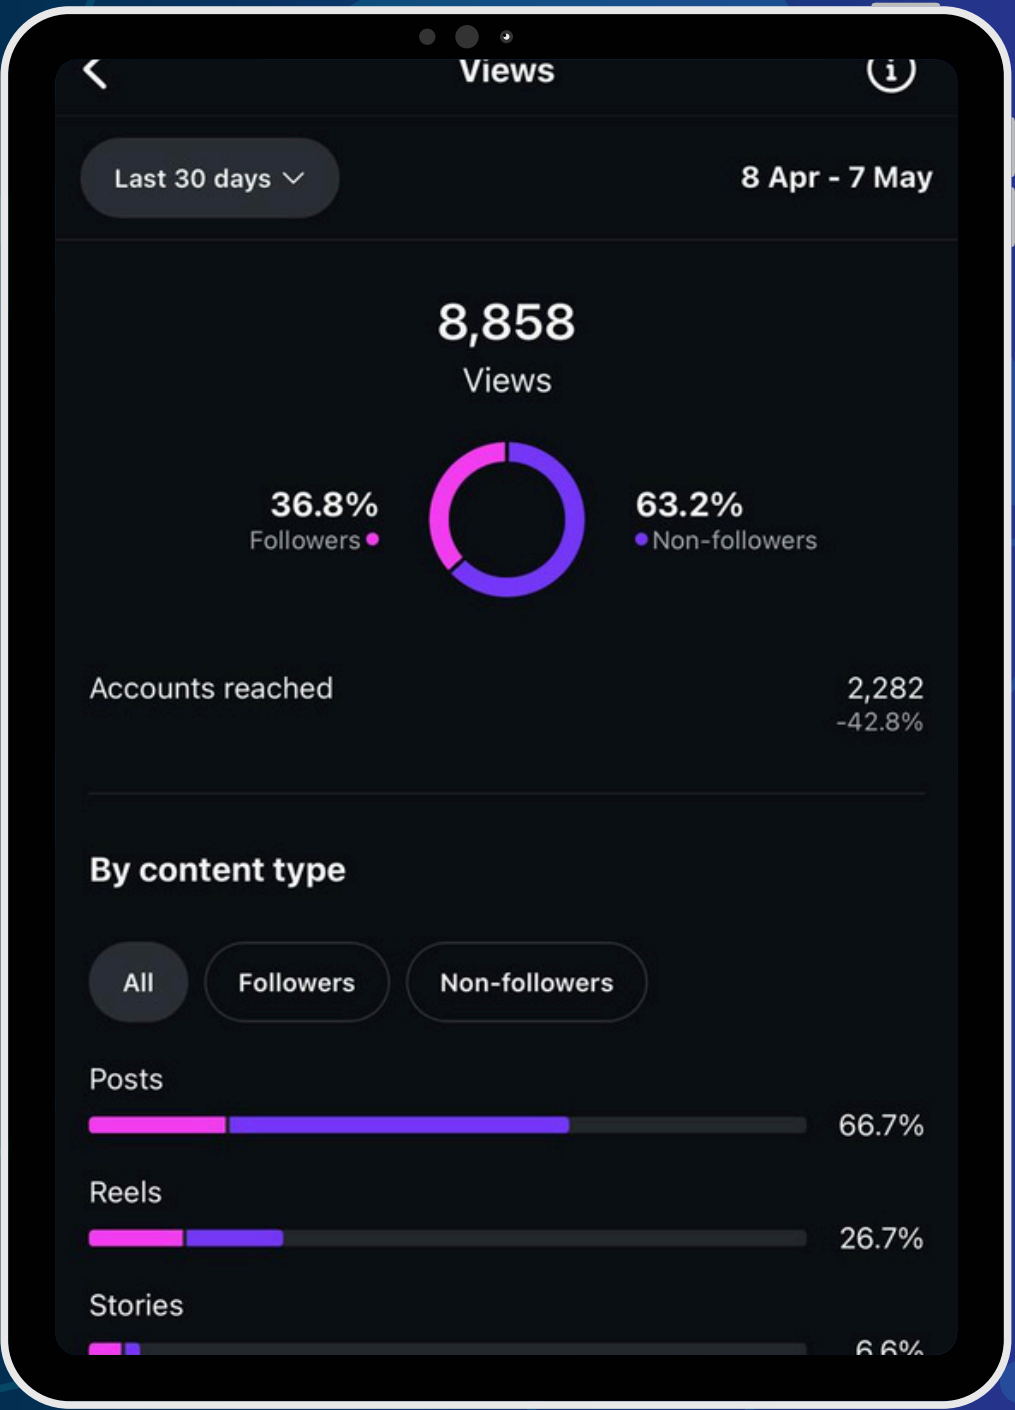 Views
Last 30 days
8 Apr - 7 May
8,858
Views
36.8%
Followers
63.2%
Non-followers
Accounts reached
2,282
-42.8%
By content type
All
Followers
Non-followers
Posts
66.7%
Reels
26.7%
Stories
6.6%